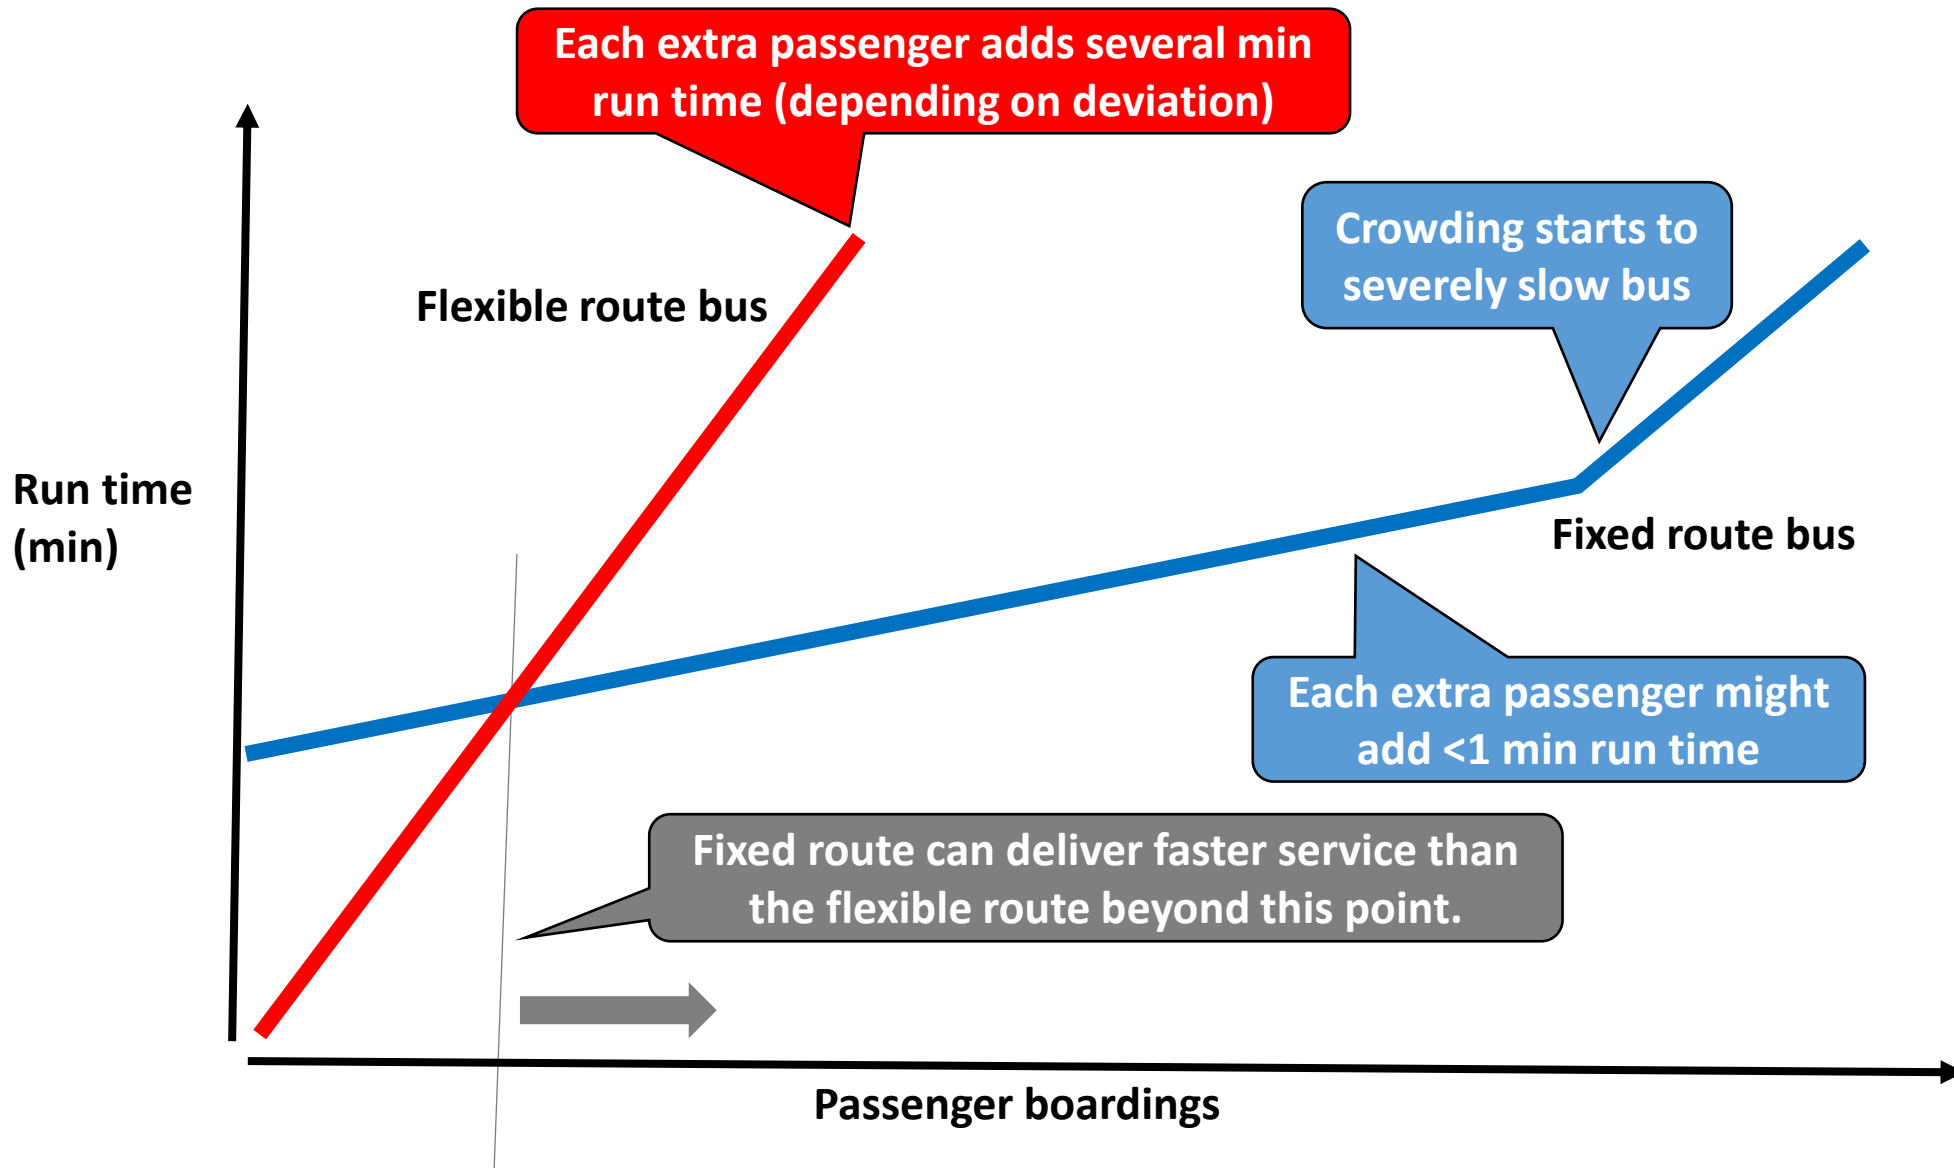 Each extra passenger adds several min
run time (depending on deviation)
Crowding starts to
severely slow bus
Flexible route bus
Run time
(min)
Fixed route bus
Each extra passenger might
add <1 min run time
Fixed route can deliver faster service than
the flexible route beyond this point.
Passenger boardings